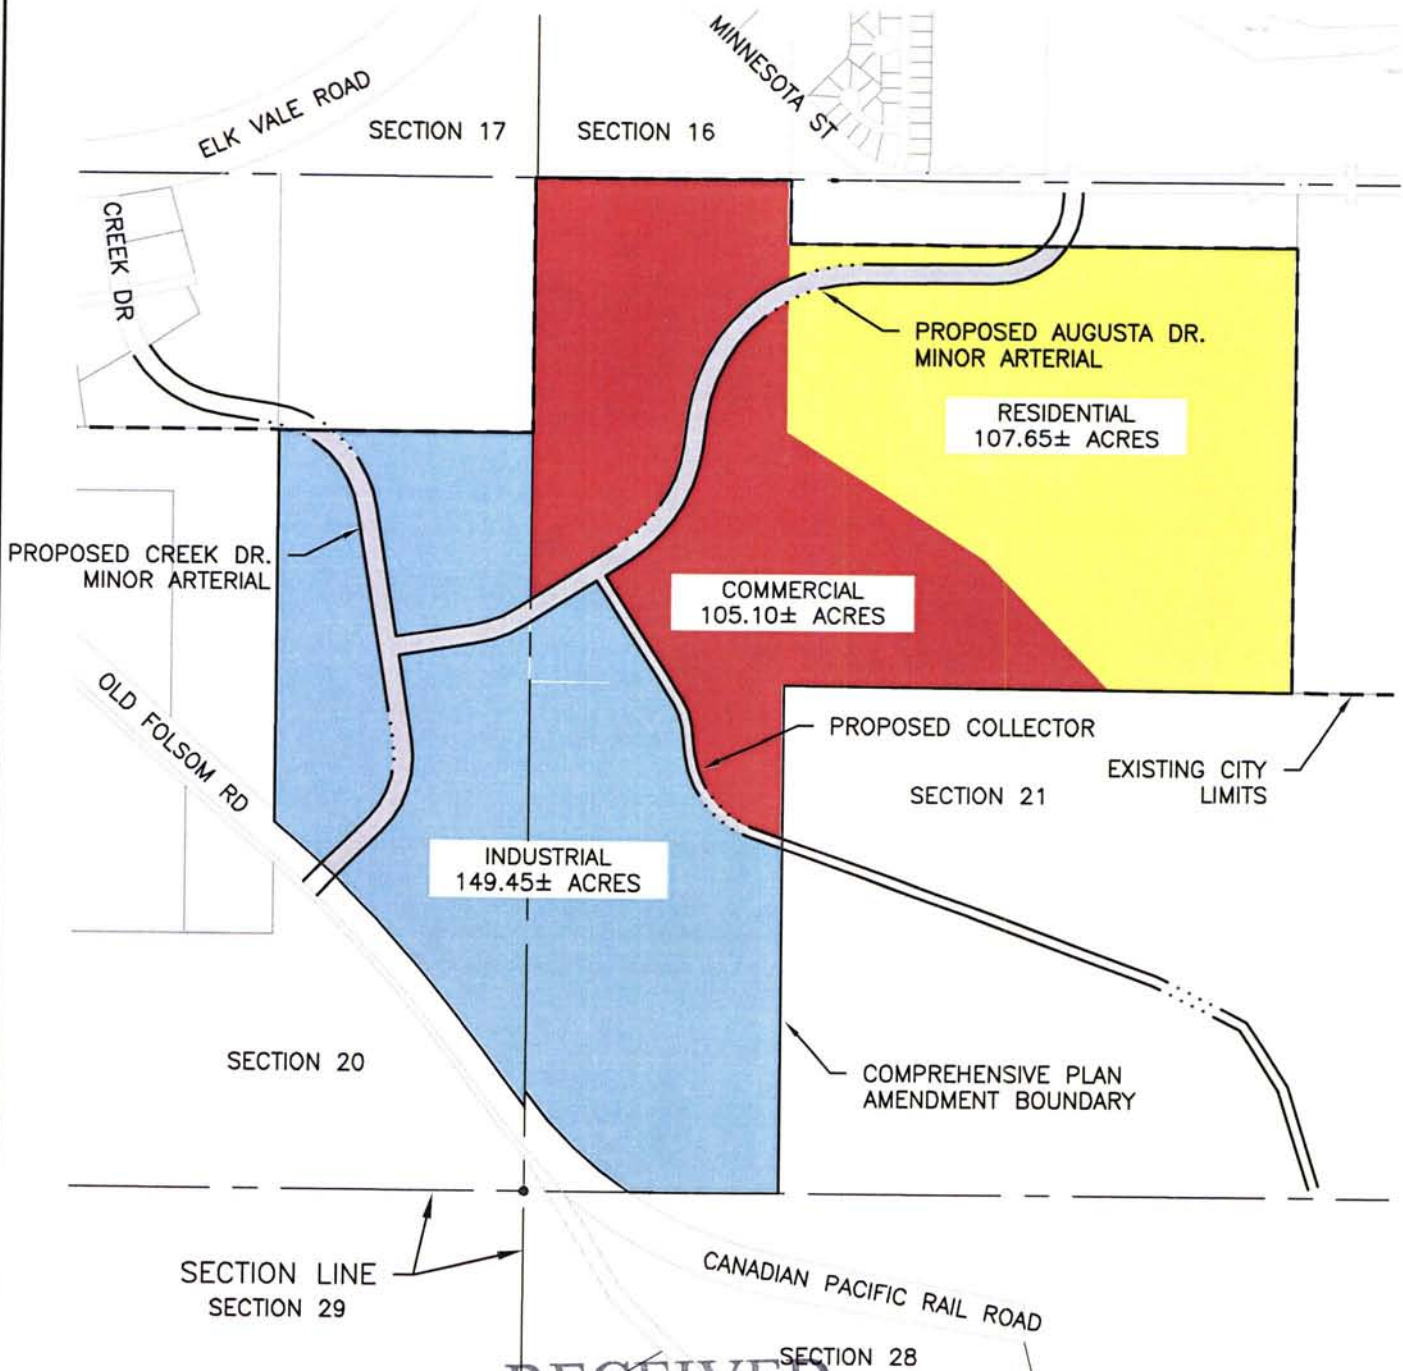 MINNESOTA ST
ELK VALE ROAD
SECTION 17
SECTION 16
CREEK DR
PROPOSED AUGUSTA DR.
MINOR ARTERIAL
RESIDENTIAL
107.65± ACRES
PROPOSED CREEK DR.
MINOR ARTERIAL
COMMERCIAL
105.10± ACRES
OLD FOLSOM RD
PROPOSED COLLECTOR
EXISTING CITY
LIMITS
SECTION 21
INDUSTRIAL
149.45± ACRES
SECTION 20
COMPREHENSIVE PLAN
AMENDMENT BOUNDARY
SECTION LINE
SECTION 29
CANADIAN PACIFIC RAIL ROAD
SECTION 28
RECEIVED